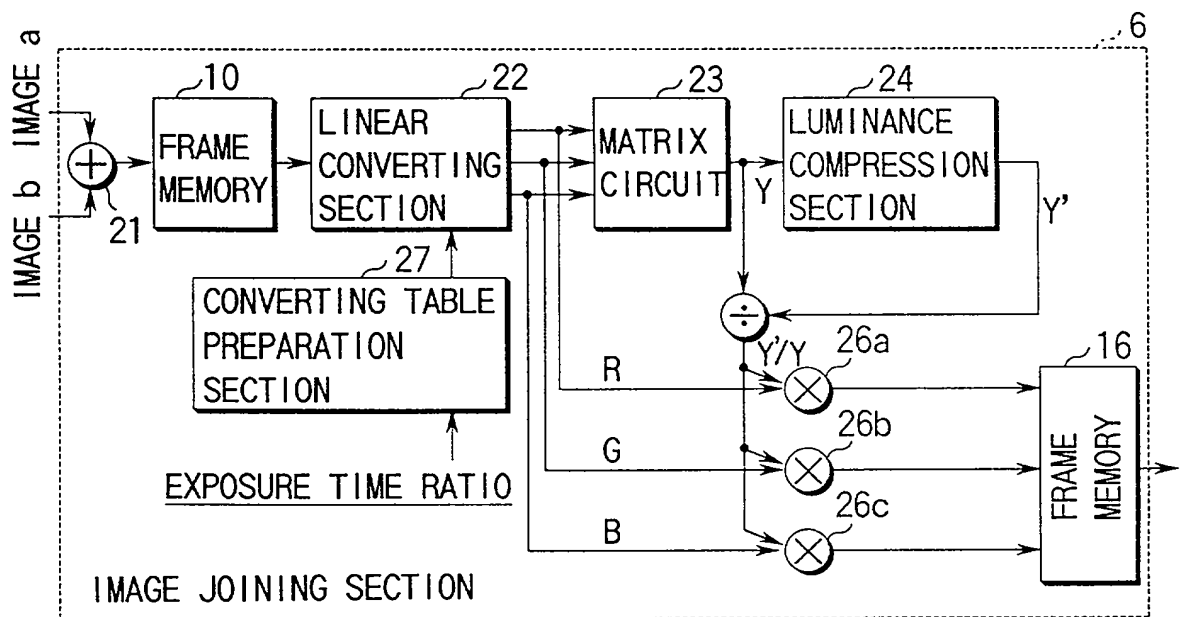 6
IMAGE a
IMAGE b
21
10
FRAME
MEMORY
22
LINEAR
CONVERTING
SECTION
23
MATRIX
CIRCUIT
Y
24
LUMINANCE
COMPRESSION
SECTION
Y'
27
CONVERTING TABLE
PREPARATION
SECTION
EXPOSURE TIME RATIO
Y'/Y
R
G
B
26a
26b
26c
16
FRAME
MEMORY
IMAGE JOINING SECTION